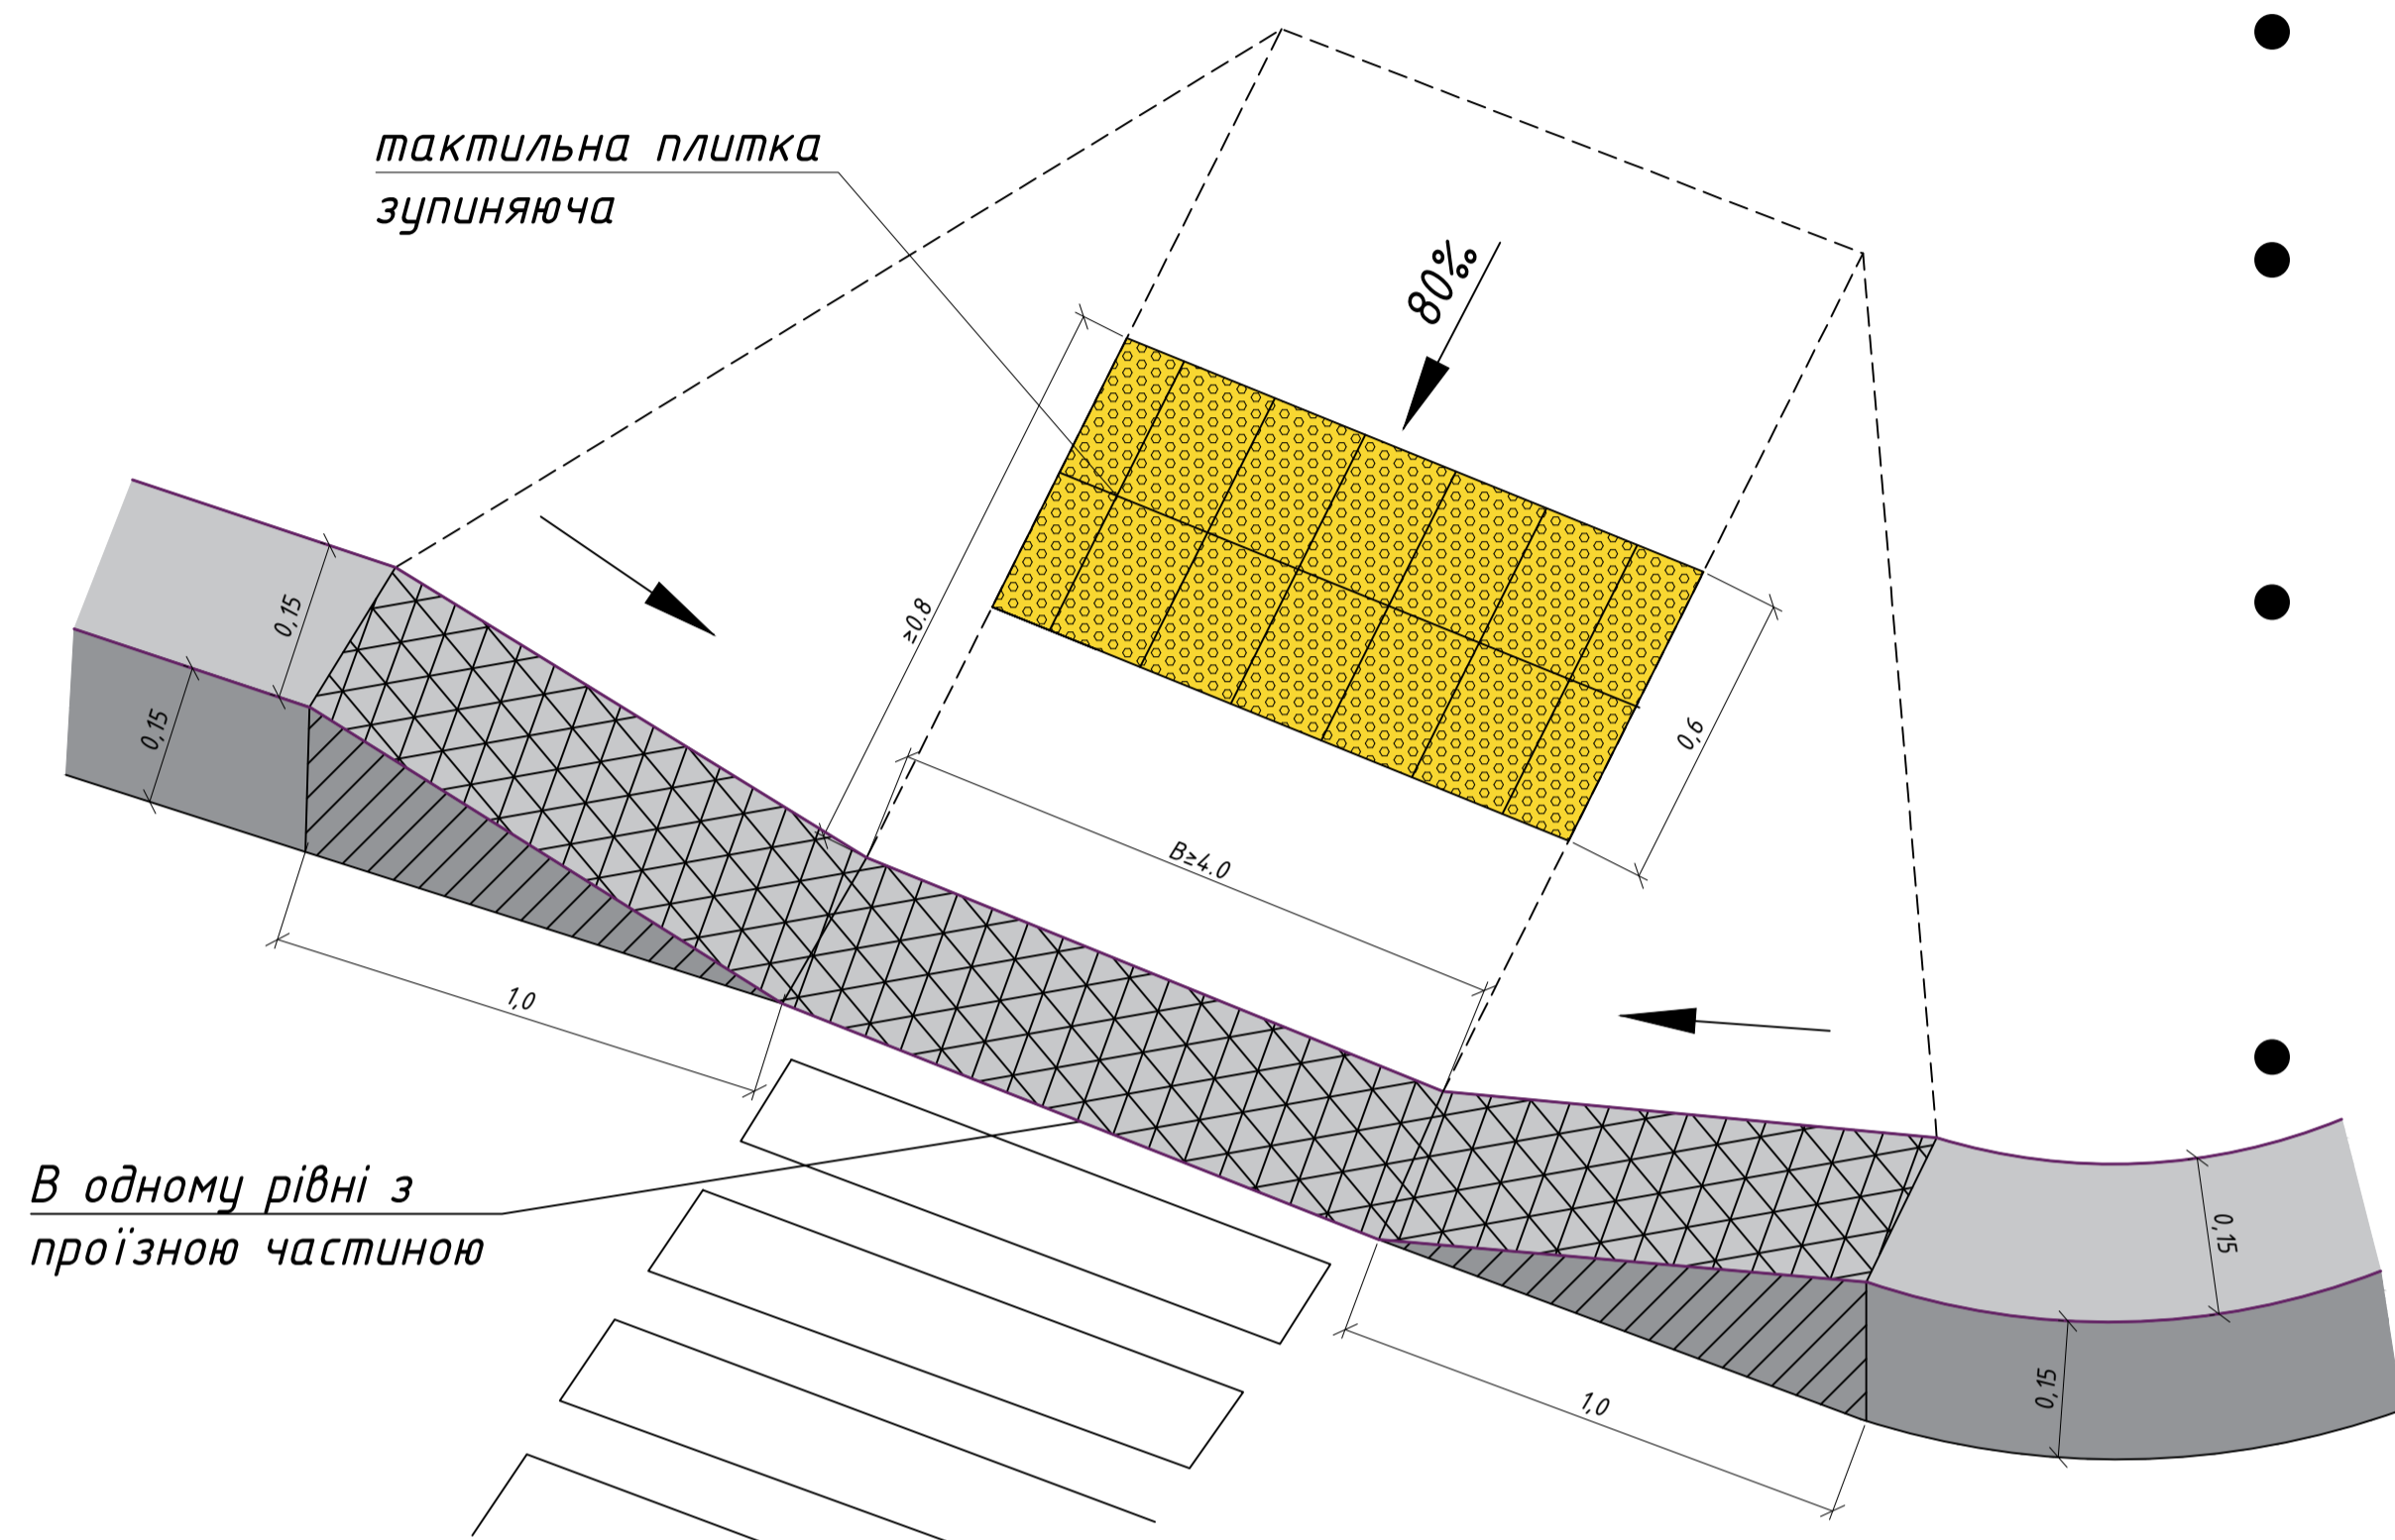 тактильна плитка
зупиняюча
80‰
0,15
0,15
≥0.8
0,6
B≥4.0
1,0
В одному рівні з
проїзною частиною
0,15
0,15
1,0